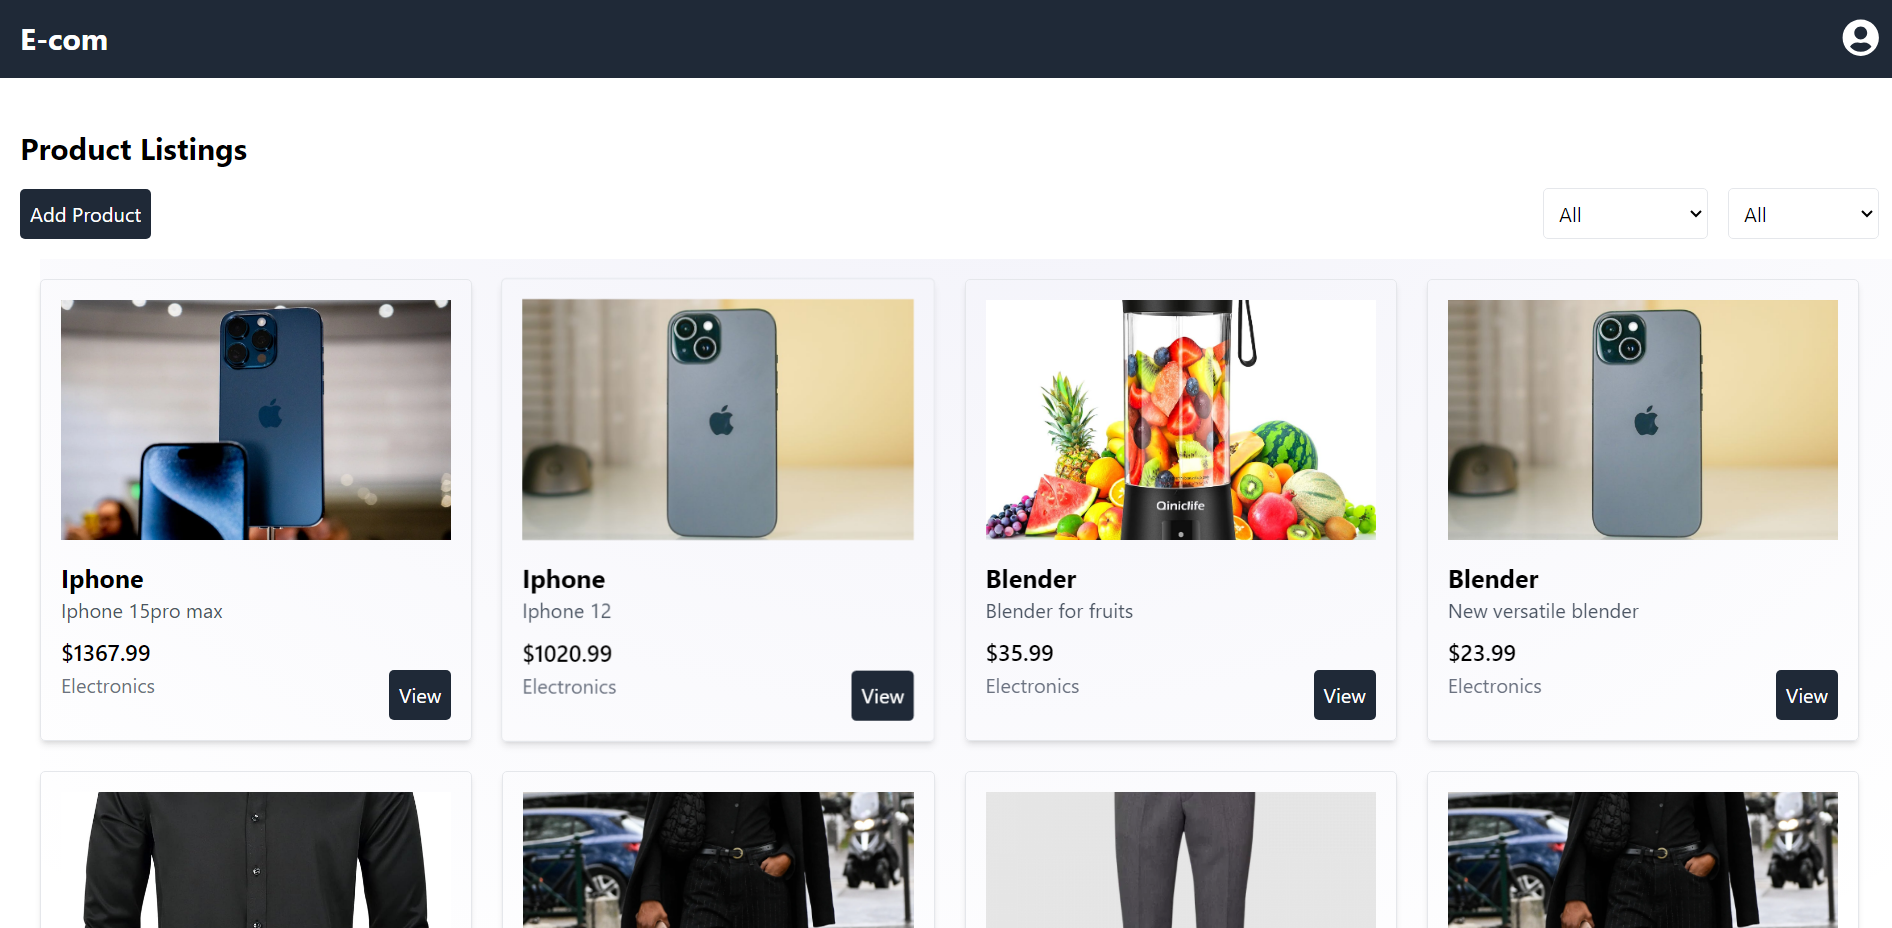 E-com
Product Listings
Add Product
All
All
Iphone
Iphone 15pro max
$1367.99
Electronics
View
Iphone
Iphone 12
$1020.99
Electronics
View
Qiniclife
Blender
Blender for fruits
$35.99
Electronics
View
Blender
New versatile blender
$23.99
Electronics
View